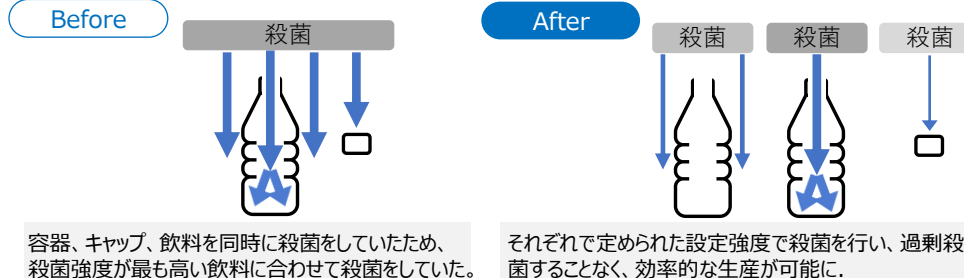 Before
殺菌
容器、キャップ、飲料を同時に殺菌をしていたため、
殺菌強度が最も高い飲料に合わせて殺菌をしていた。
After
殺菌
殺菌
殺菌
それぞれで定められた設定強度で殺菌を行い、過剰殺
菌することなく、効率的な生産が可能に.